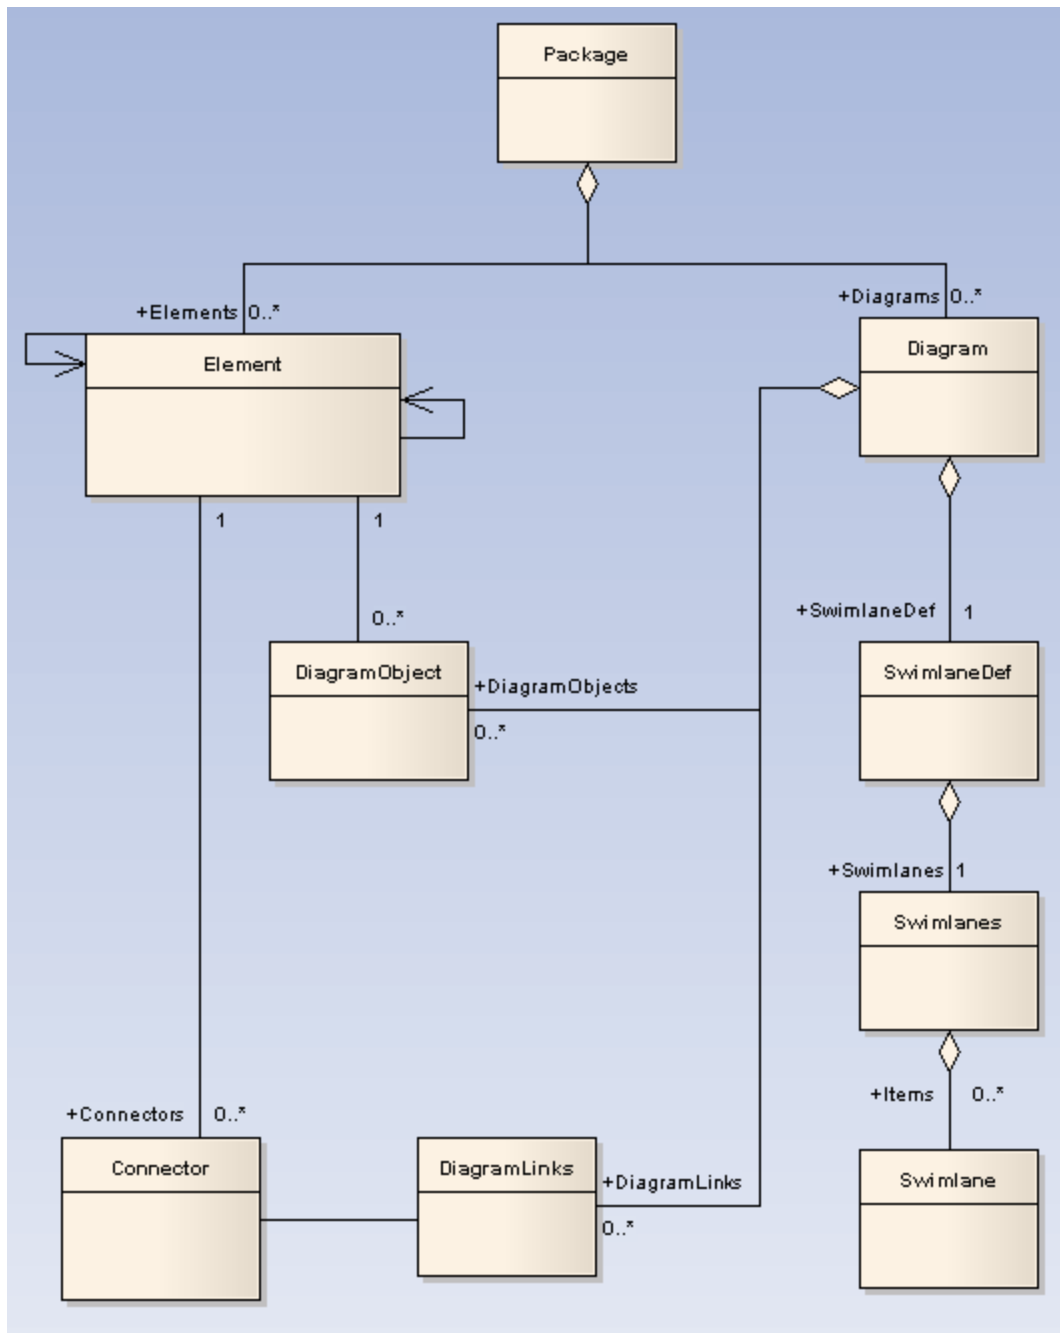 Package
+Elements 0..*
+Diagrams 0..*
Element
Diagram
1
1
0..*
+SwimlaneDef 1
DiagramObject
+DiagramObjects
0..*
SwimlaneDef
+Swimlanes 1
Swimlanes
+Items 0..*
+Connectors 0..*
Connector
DiagramLinks
+DiagramLinks
0..*
Swimlane